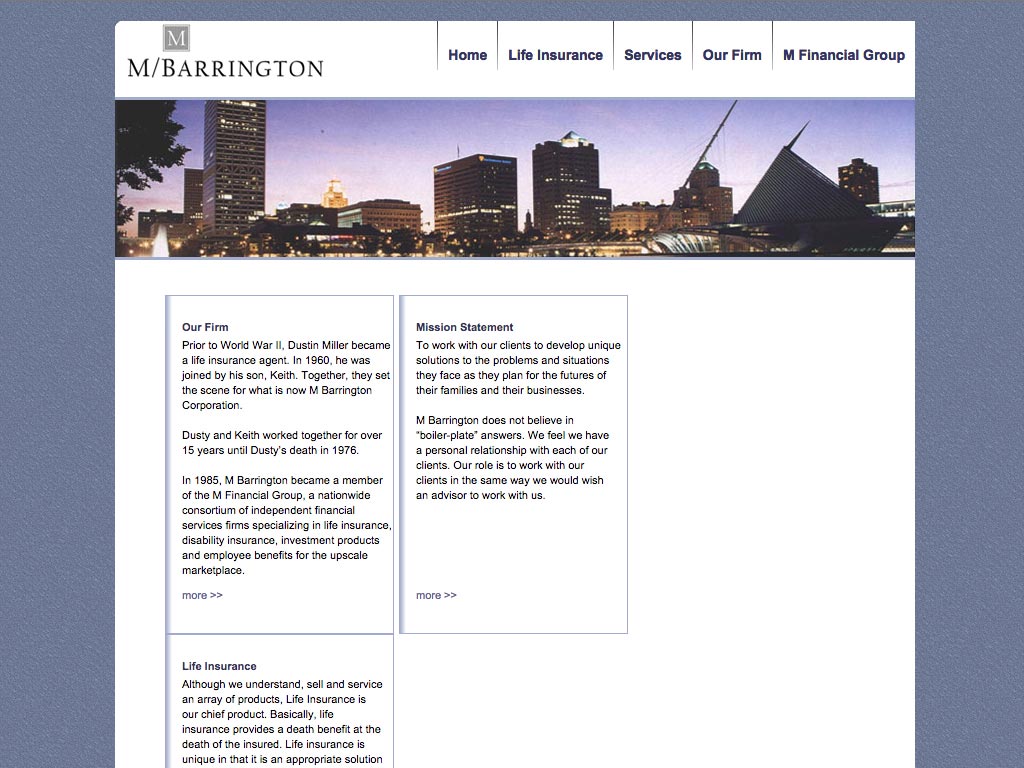 M
M/BARRINGTON
Home
Life Insurance
Services
Our Firm
M Financial Group
Our Firm
Prior to World War II, Dustin Miller became
a life insurance agent. In 1960, he was
joined by his son, Keith. Together, they set
the scene for what is now M Barrington
Corporation.
Dusty and Keith worked together for over
15 years until Dusty’s death in 1976.
In 1985, M Barrington became a member
of the M Financial Group, a nationwide
consortium of independent financial
services firms specializing in life insurance,
disability insurance, investment products
and employee benefits for the upscale
marketplace.
more >>
Mission Statement
To work with our clients to develop unique
solutions to the problems and situations
they face as they plan for the futures of
their families and their businesses.
M Barrington does not believe in
“boiler-plate” answers. We feel we have
a personal relationship with each of our
clients. Our role is to work with our
clients in the same way we would wish
an advisor to work with us.
more >>
Life Insurance
Although we understand, sell and service
an array of products, Life Insurance is
our chief product. Basically, life
insurance provides a death benefit at the
death of the insured. Life insurance is
unique in that it is an appropriate solution